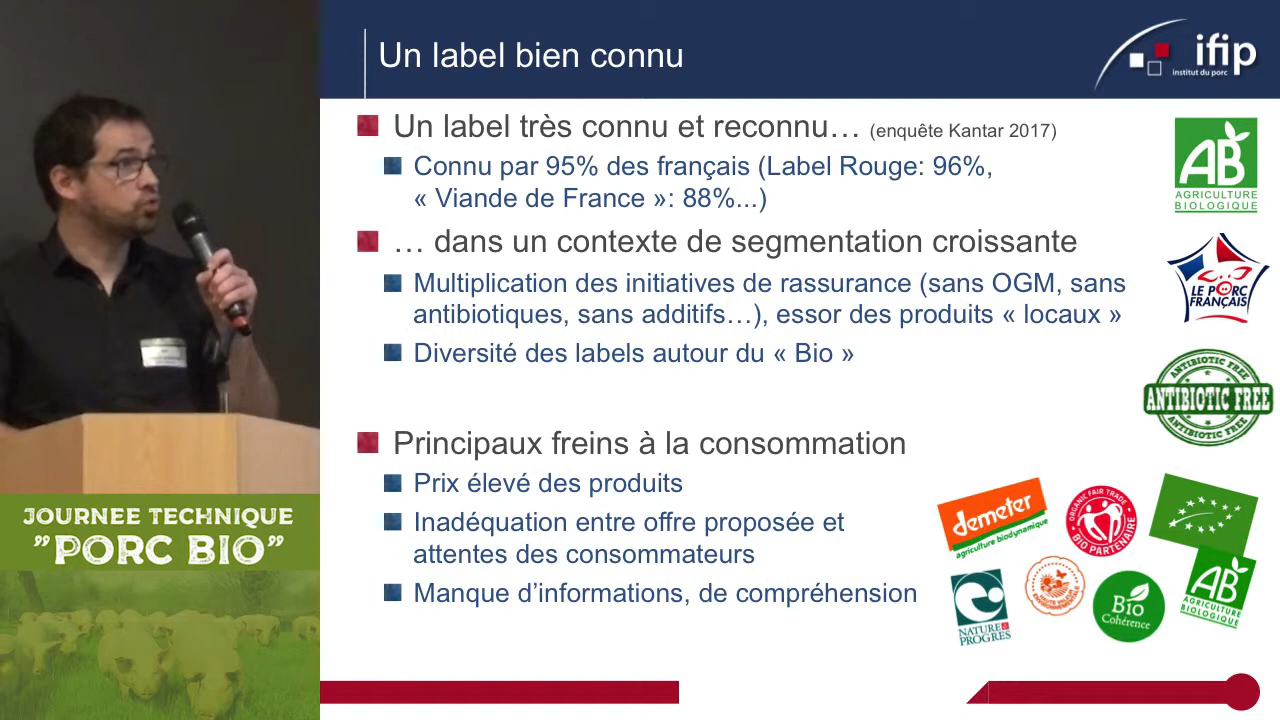 Un label bien connu
ifip
institut du porc
Un label très connu et reconnu… (enquête Kantar 2017)
Connu par 95% des français (Label Rouge: 96%,
« Viande de France »: 88%...)
… dans un contexte de segmentation croissante
Multiplication des initiatives de rassurance (sans OGM, sans
antibiotiques, sans additifs…), essor des produits « locaux »
Diversité des labels autour du « Bio »
Principaux freins à la consommation
Prix élevé des produits
Inadéquation entre offre proposée et
attentes des consommateurs
Manque d’informations, de compréhension
AB
AGRICULTURE
BIOLOGIQUE
LE PORC
FRANÇAIS
ANTIBIOTIC FREE
ANTIBIOTIC FREE
ANTIBIOTIC FREE
demeter
agriculture biodynamique
ORGANIC FAIR TRADE
BIO PARTENAIRE
NATURE &
PROGRES
Bio
Cohérence
AB
AGRICULTURE
BIOLOGIQUE
JOURNEE TECHNIQUE
"PORC BIO"